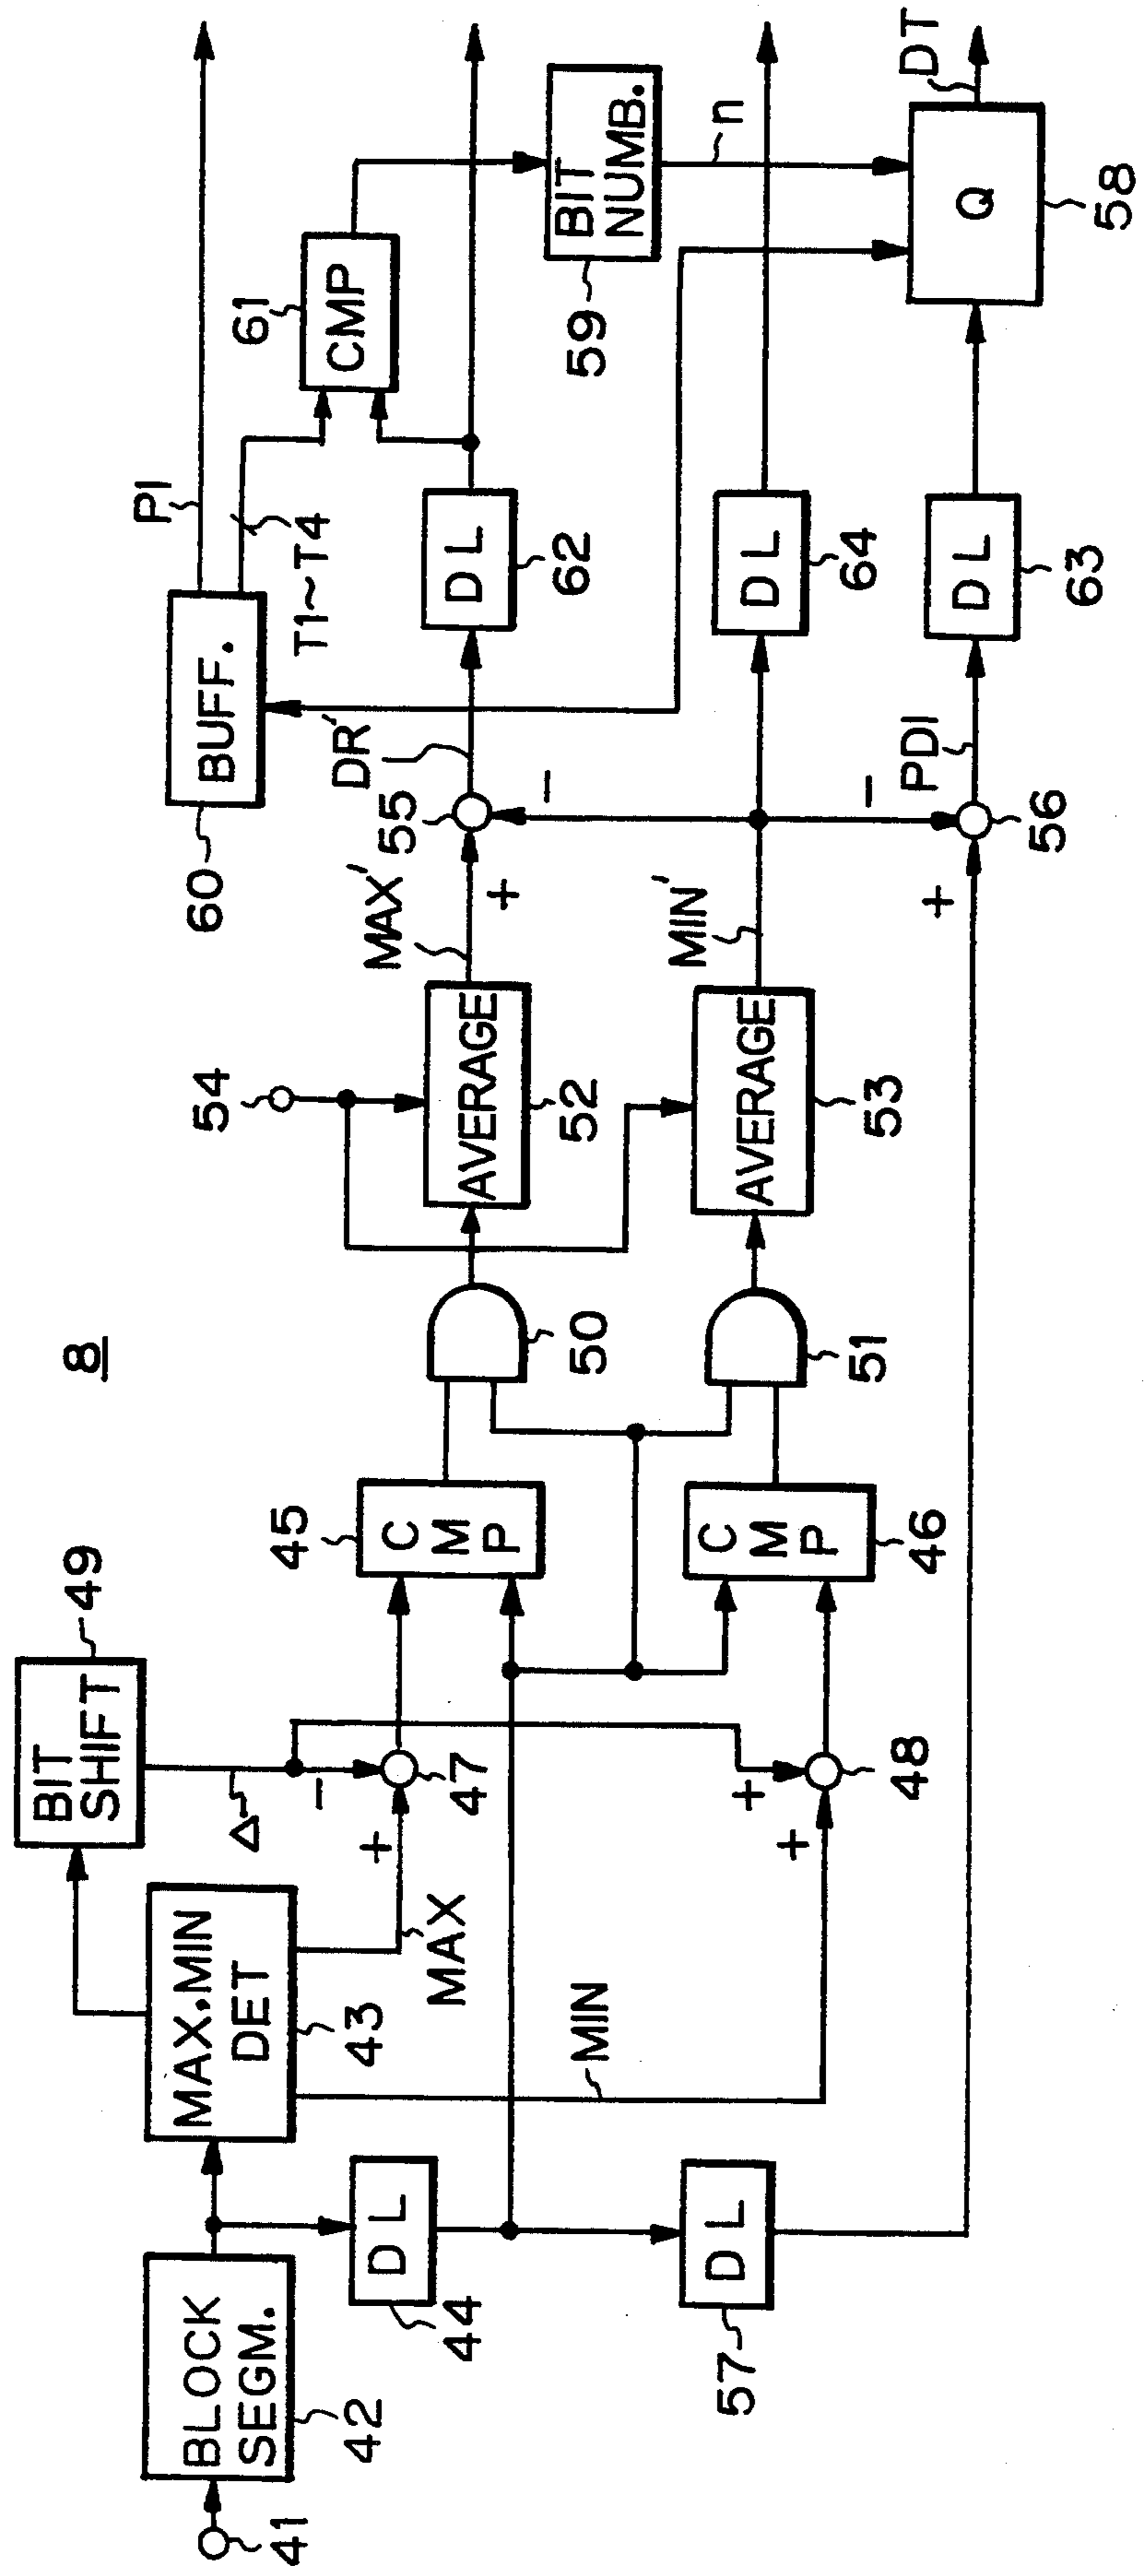 8
41
BLOCK
SEGM.
42
MAX.MIN
DET
43
BIT
SHIFT
49
Δ
−
+
47
MAX
MIN
+
+
48
DL
44
DL
57
45
CMP
46
CMP
50
51
54
AVERAGE
52
AVERAGE
53
MAX'
+
55
−
DR'
MIN'
−
+
56
PDI
60
BUFF.
PI
T1~T4
DL
62
DL
64
DL
63
61
CMP
59
BIT
NUMB.
n
Q
58
DT